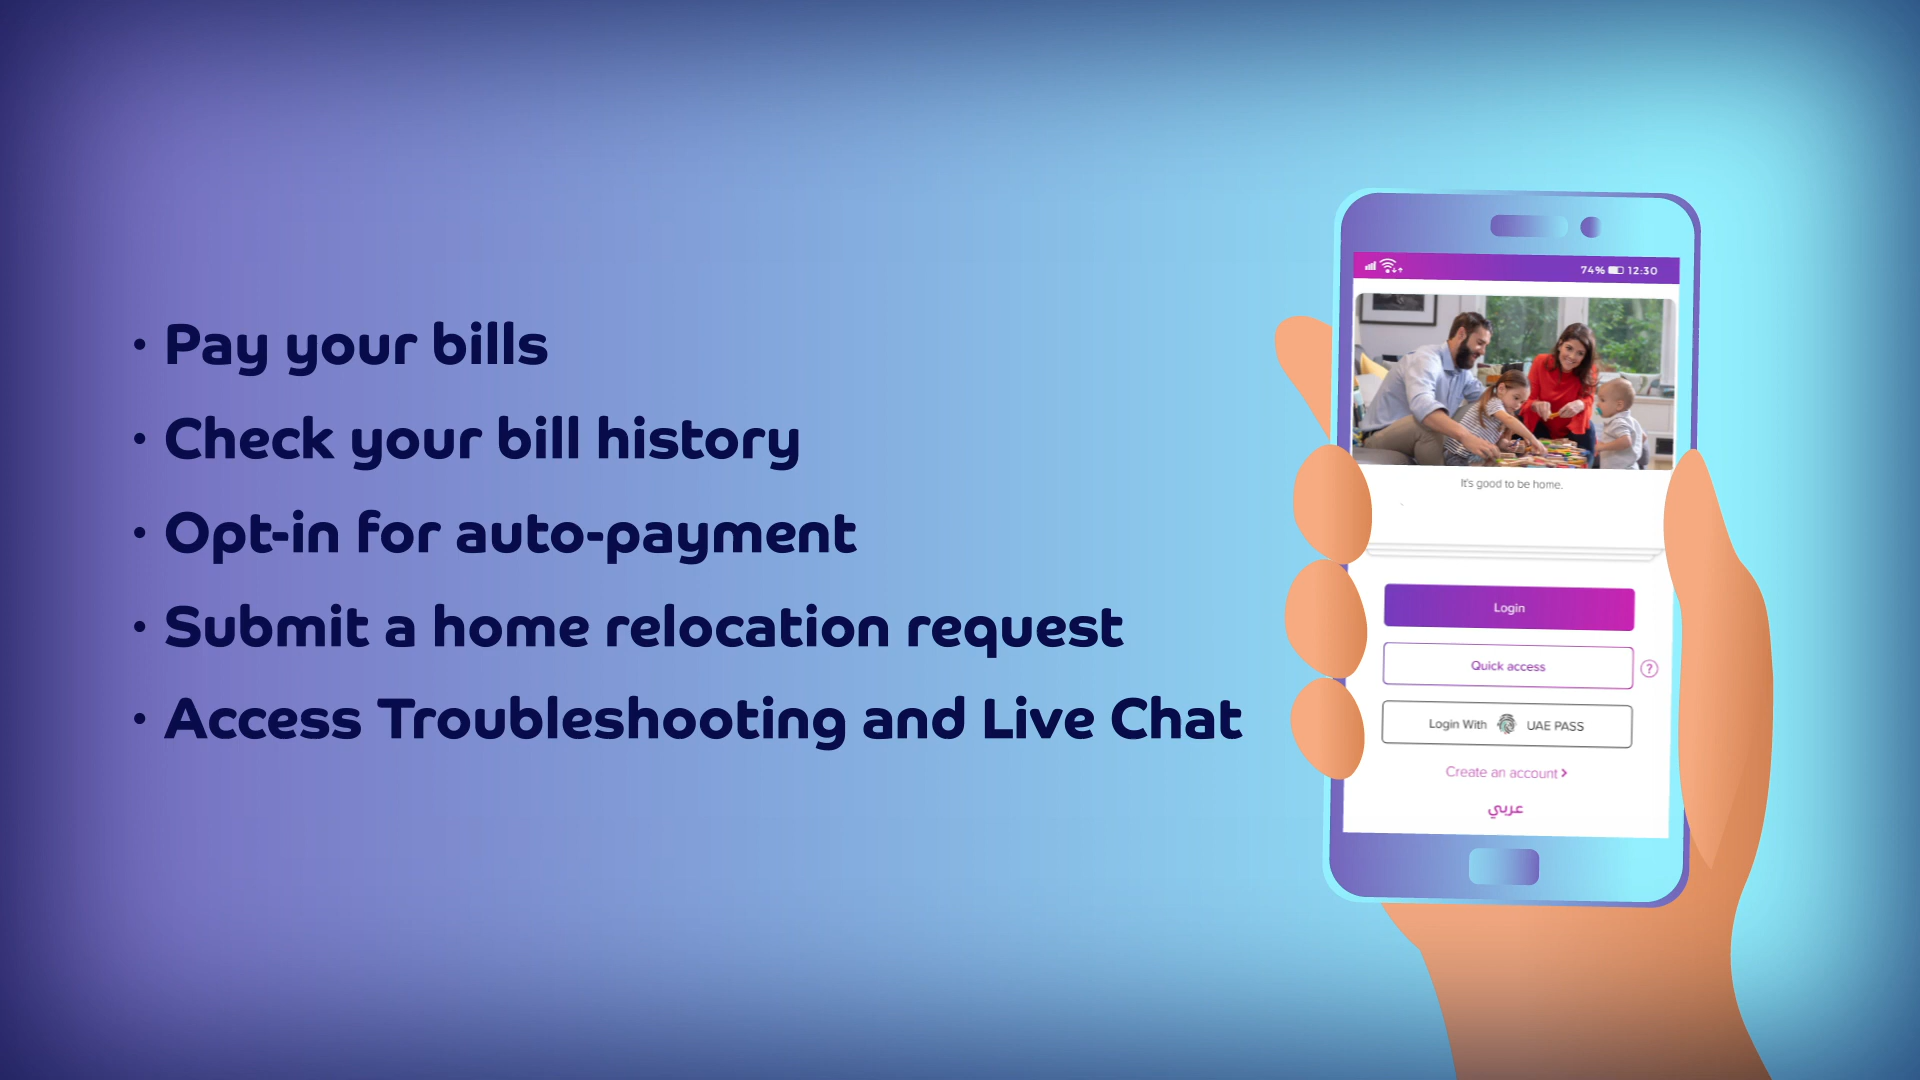 • Pay your bills
• Check your bill history
• Opt-in for auto-payment
• Submit a home relocation request
• Access Troubleshooting and Live Chat
74% 12:30
It's good to be home.
Login
Quick access ?
Login With UAE PASS
Create an account >
عربي